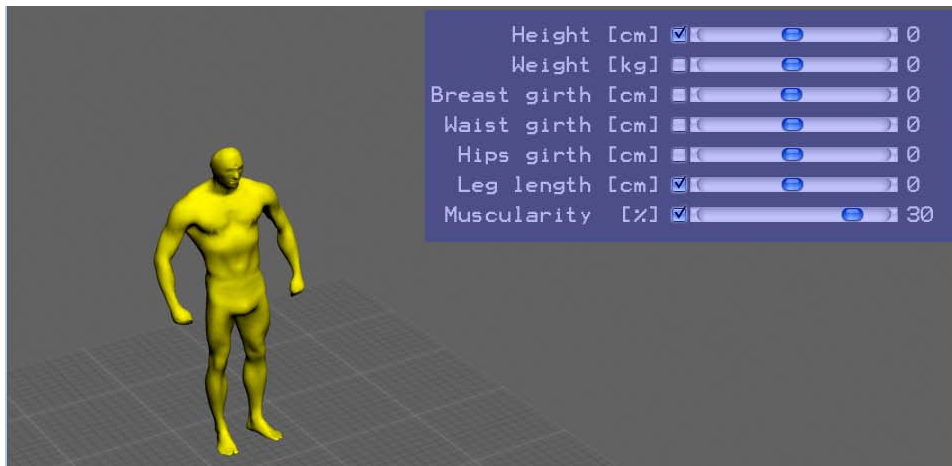 Height [cm] 0
Weight [kg] 0
Breast girth [cm] 0
Waist girth [cm] 0
Hips girth [cm] 0
Leg length [cm] 0
Muscularity [%] 30